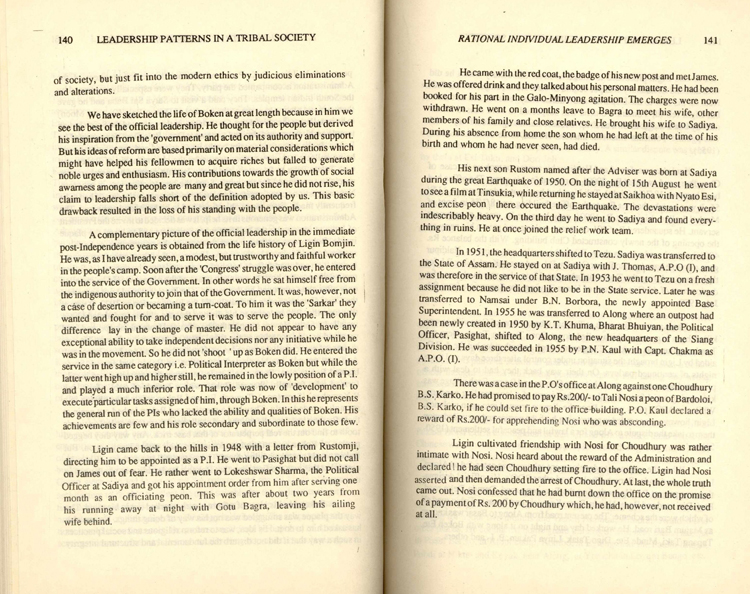 140 LEADERSHIP PATTERNS IN A TRIBAL SOCIETY
of society, but just fit into the modern ethics by judicious eliminations
and alterations.
We have sketched the life of Boken at great length because in him we
see the best of the official leadership. He thought for the people but derived
his inspiration from the 'government' and acted on its authority and support.
But his ideas of reform are based primarily on material considerations which
might have helped his fellowmen to acquire riches but falled to generate
noble urges and enthusiasm. His contributions towards the growth of social
awarness among the people are many and great but since he did not rise, his
claim to leadership falls short of the definition adopted by us. This basic
drawback resulted in the loss of his standing with the people.
A complementary picture of the official leadership in the immediate
post-Independence years is obtained from the life history of Ligin Bomjin.
He was, as I have already shown, a modest, but trustworthy and faithful worker
in the people's camp. Soon after the 'Congress' struggle was over, he entered
into the service of the Government. In other words he sat himself free from
the indigenous authority to join that of the Government. It was, however, not
a case of desertion or becaming a turn-coat. To him it was the 'Sarkar' they
wanted and fought for and to serve it was to serve the people. The only
difference lay in the change of master. He did not appear to have any
exceptional ability to take independent decisions nor any initiative while he
was in the movement. So he did not 'shoot ' up as Boken did. He entered the
service in the same category i.e. Political Interpreter as Boken but while the
latter went high up and higher still, he remained in the lowly position of a P.I.
and played a much inferior role. That role was now of 'development' to
execute particular tasks assigned of him, through Boken. In this he represents
the general run of the PIs who lacked the ability and qualities of Boken. His
achievements are few and his role secondary and subordinate to those few.
Ligin came back to the hills in 1948 with a letter from Rustomji,
directing him to be appointed as a P.I. He went to Pasighat but did not call
on James out of fear. He rather went to Lokeshwar Sharma, the Political
Officer at Sadiya and got his appointment order from him after serving one
month as an officiating peon. This was after about two years from
his running away at night with Gotu Bagra, leaving his ailing
wife behind.
RATIONAL INDIVIDUAL LEADERSHIP EMERGES 141
He came with the red coat, the badge of his new post and met James.
He was offered drink and they talked about his personal matters. He had been
booked for his part in the Galo-Minyong agitation. The charges were now
withdrawn. He went on a months leave to Bagra to meet his wife, other
members of his family and close relatives. He brought his wife to Sadiya.
During his absence from home the son whom he had left at the time of his
birth and whom he had never seen, had died.
His next son Rustom named after the Adviser was born at Sadiya
during the great Earthquake of 1950. On the night of 15th August he went
to see a film at Tinsukia, while returning he stayed at Saikhoa with Nyato Esi,
and excise peon there occured the Earthquake. The devastations were
indescribably heavy. On the third day he went to Sadiya and found every-
thing in ruins. He at once joined the relief work team.
In 1951, the headquarters shifted to Tezu. Sadiya was transferred to
the State of Assam. He stayed on at Sadiya with J. Thomas, A.P.O (I), and
was therefore in the service of that State. In 1953 he went to Tezu on a fresh
assignment because he did not like to be in the State service. Later he was
transferred to Namsai under B.N. Borbora, the newly appointed Base
Superintendent. In 1955 he was transferred to Along where an outpost had
been newly created in 1950 by K.T. Khuma, Bharat Bhuiyan, the Political
Officer, Pasighat, shifted to Along, the new headquarters of the Siang
Division. He was succeeded in 1955 by P.N. Kaul with Capt. Chakma as
A.P.O. (I).
There was a case in the P.O's office at Along against one Choudhury
B.S. Karko. He had promised to pay RS.200/- to Tali Nosi a peon of Bardoloi,
B.S. Karko, if he could set fire to the office building. P.O. Kaul declared a
reward of Rs.200/- for apprehending Nosi who was absconding.
Ligin cultivated friendship with Nosi for Choudhury was rather
intimate with Nosi. Nosi heard about the reward of the Administration and
declared he had seen Choudhury setting fire to the office. Ligin had Nosi
asserted and then demanded the arrest of Choudhury. At last, the whole truth
came out. Nosi confessed that he had burnt down the office on the promise
of a payment of Rs. 200 by Choudhury which, he had, however, not received
at all.